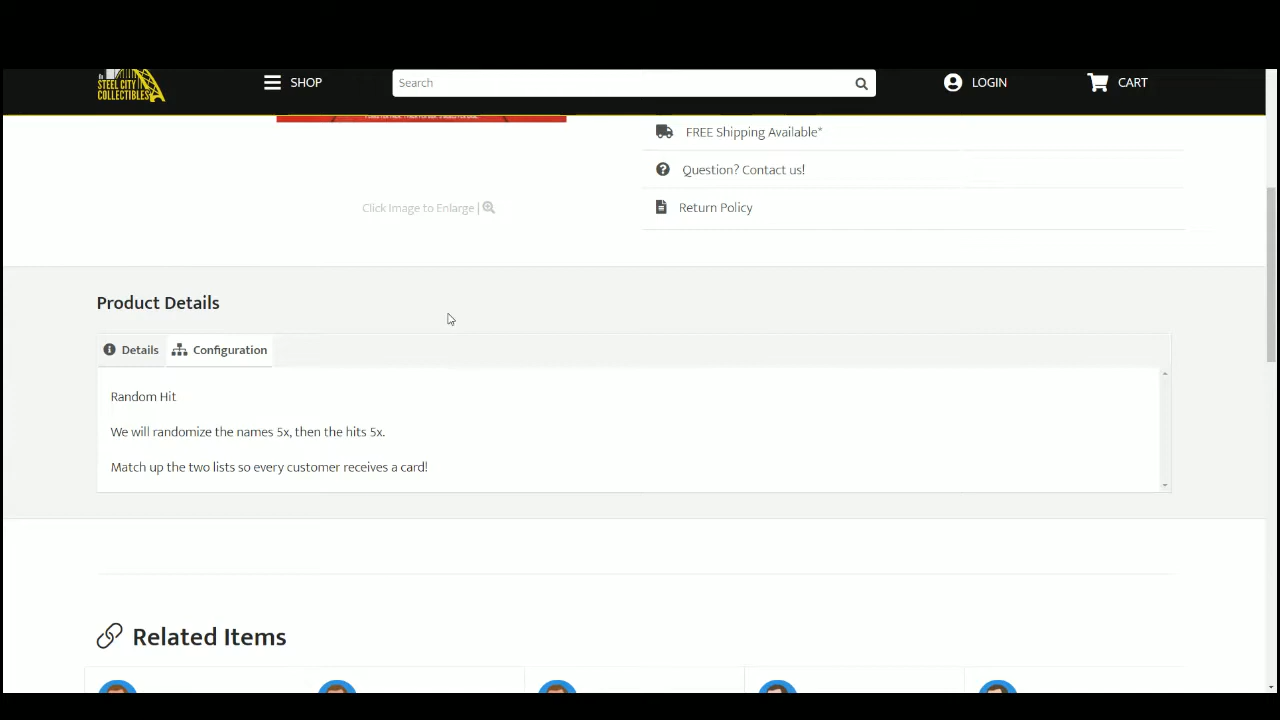 STEEL CITY
COLLECTIBLES
SHOP
Search
LOGIN
CART
FREE Shipping Available*
Question? Contact us!
Return Policy
Click Image to Enlarge |
Product Details
Details
Configuration
Random Hit
We will randomize the names 5x, then the hits 5x.
Match up the two lists so every customer receives a card!
Related Items